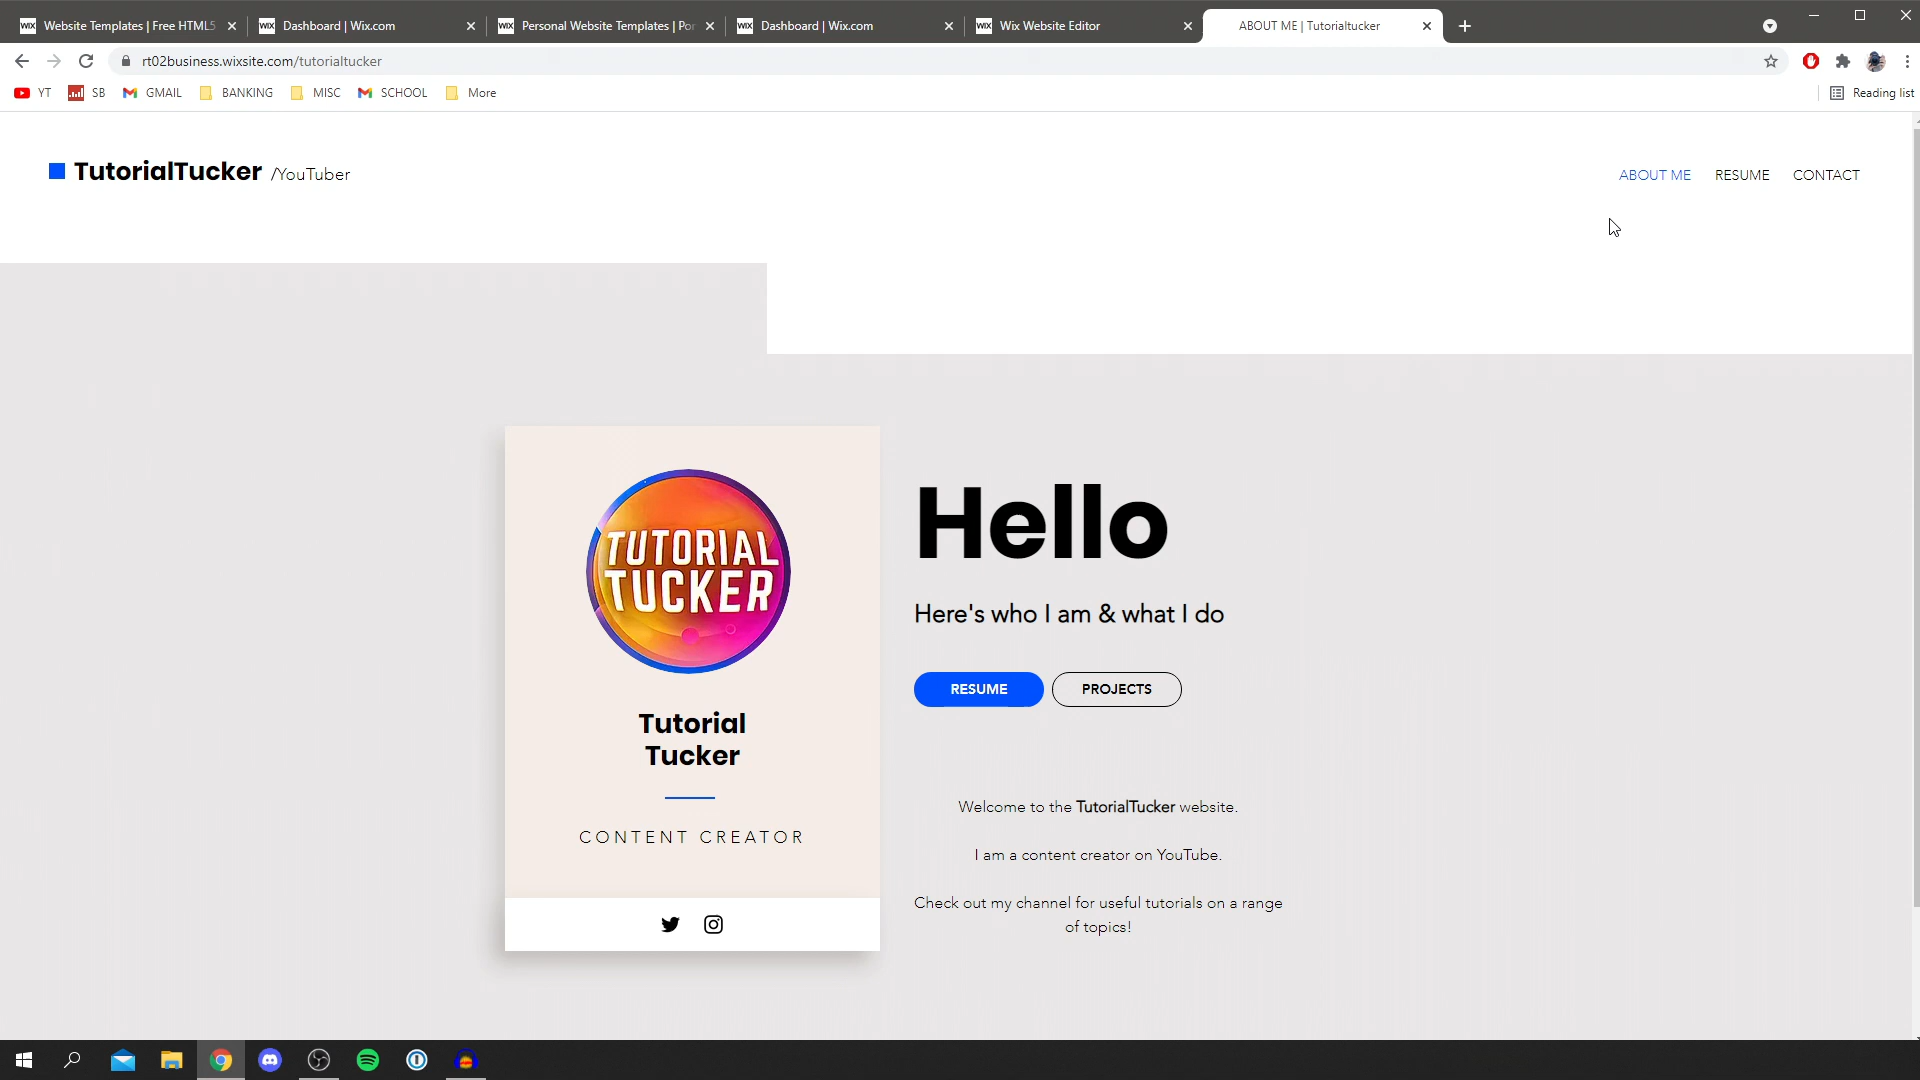 Website Templates | Free HTML5
Dashboard | Wix.com
Personal Website Templates | Por
Dashboard | Wix.com
Wix Website Editor
ABOUT ME | Tutorialtucker
rt02business.wixsite.com/tutorialtucker
YT
SB
GMAIL
BANKING
MISC
SCHOOL
More
Reading list
TutorialTucker /YouTuber
ABOUT ME
RESUME
CONTACT
TUTORIAL
TUCKER
Tutorial
Tucker
CONTENT CREATOR
Hello
Here's who I am & what I do
RESUME
PROJECTS
Welcome to the TutorialTucker website.
I am a content creator on YouTube.
Check out my channel for useful tutorials on a range
of topics!